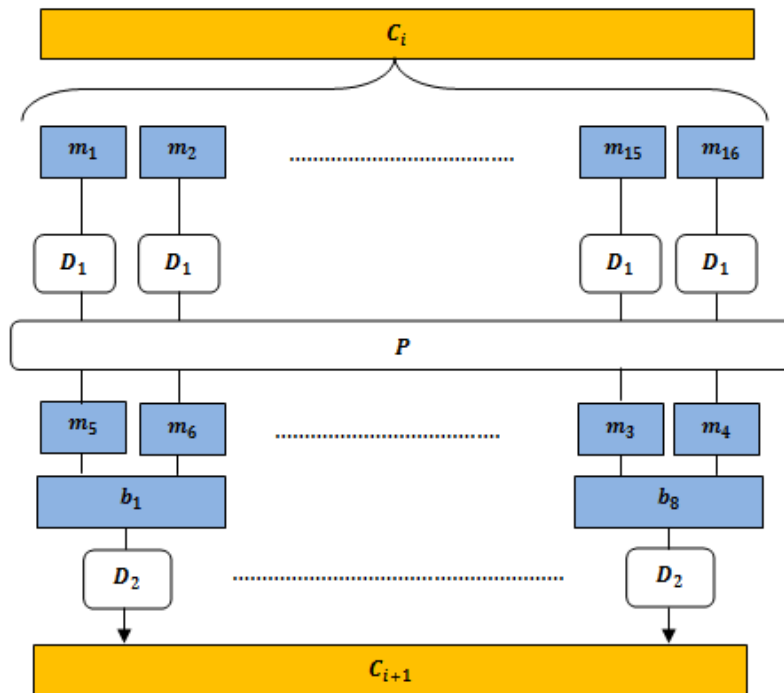 C_i
m_1 m_2 ........................................ m_15 m_16
D_1 D_1 D_1 D_1
P
m_5 m_6 ........................................ m_3 m_4
b_1 b_8
D_2 ........................................ D_2
C_{i+1}